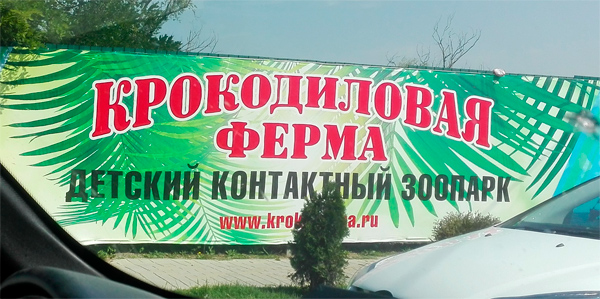 КРОКОДИЛОВАЯ
ФЕРМА
ДЕТСКИЙ КОНТАКТНЫЙ ЗООПАРК